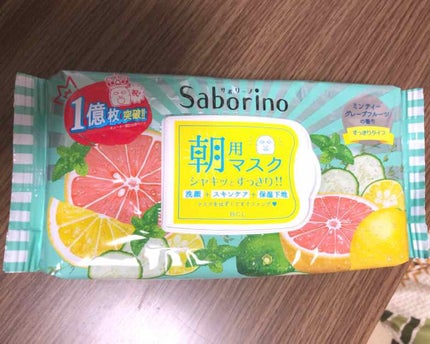 サボリーノ
Saborino
1億枚
突破!!
ミンティー
グレープフルーツ
の香り
すっきりタイプ
朝用
マスク
シャキッとすっきり!!
洗顔+スキンケア+保湿下地
BCL